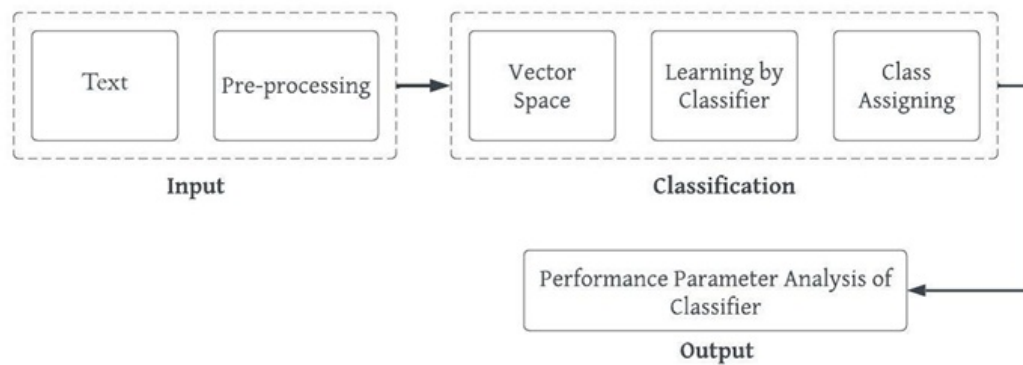 Text
Pre-processing
Vector
Space
Learning by
Classifier
Class
Assigning
Input
Classification
Performance Parameter Analysis of
Classifier
Output